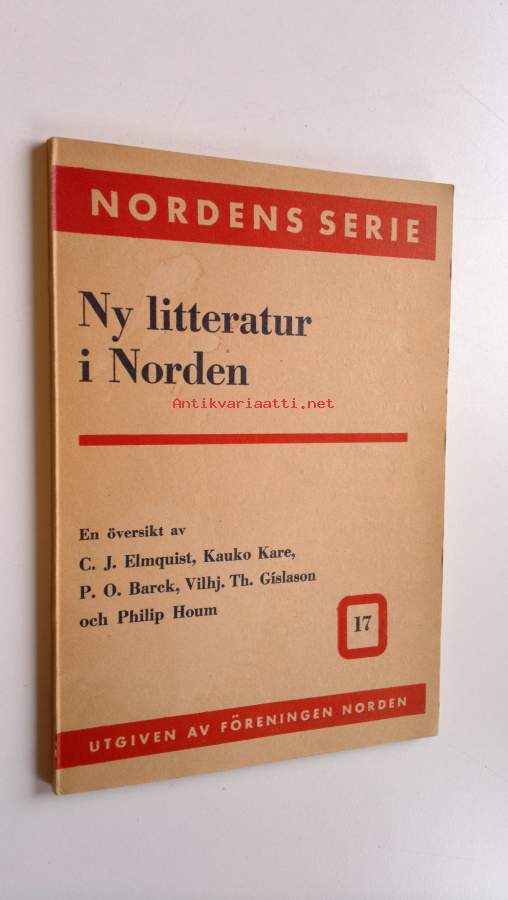 NORDENS SERIE
Ny litteratur
i Norden
Antikvariaatti.net
En översikt av
C. J. Elmquist, Kauko Kare,
P. O. Barck, Vilhj. Th. Gíslason
och Philip Houm
17
UTGIVEN AV FÖRENINGEN NORDEN